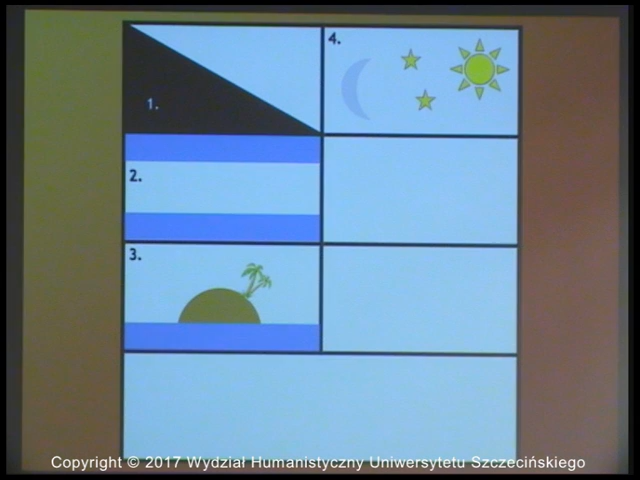 1.
4.
2.
3.
Copyright © 2017 Wydział Humanistyczny Uniwersytetu Szczecińskiego